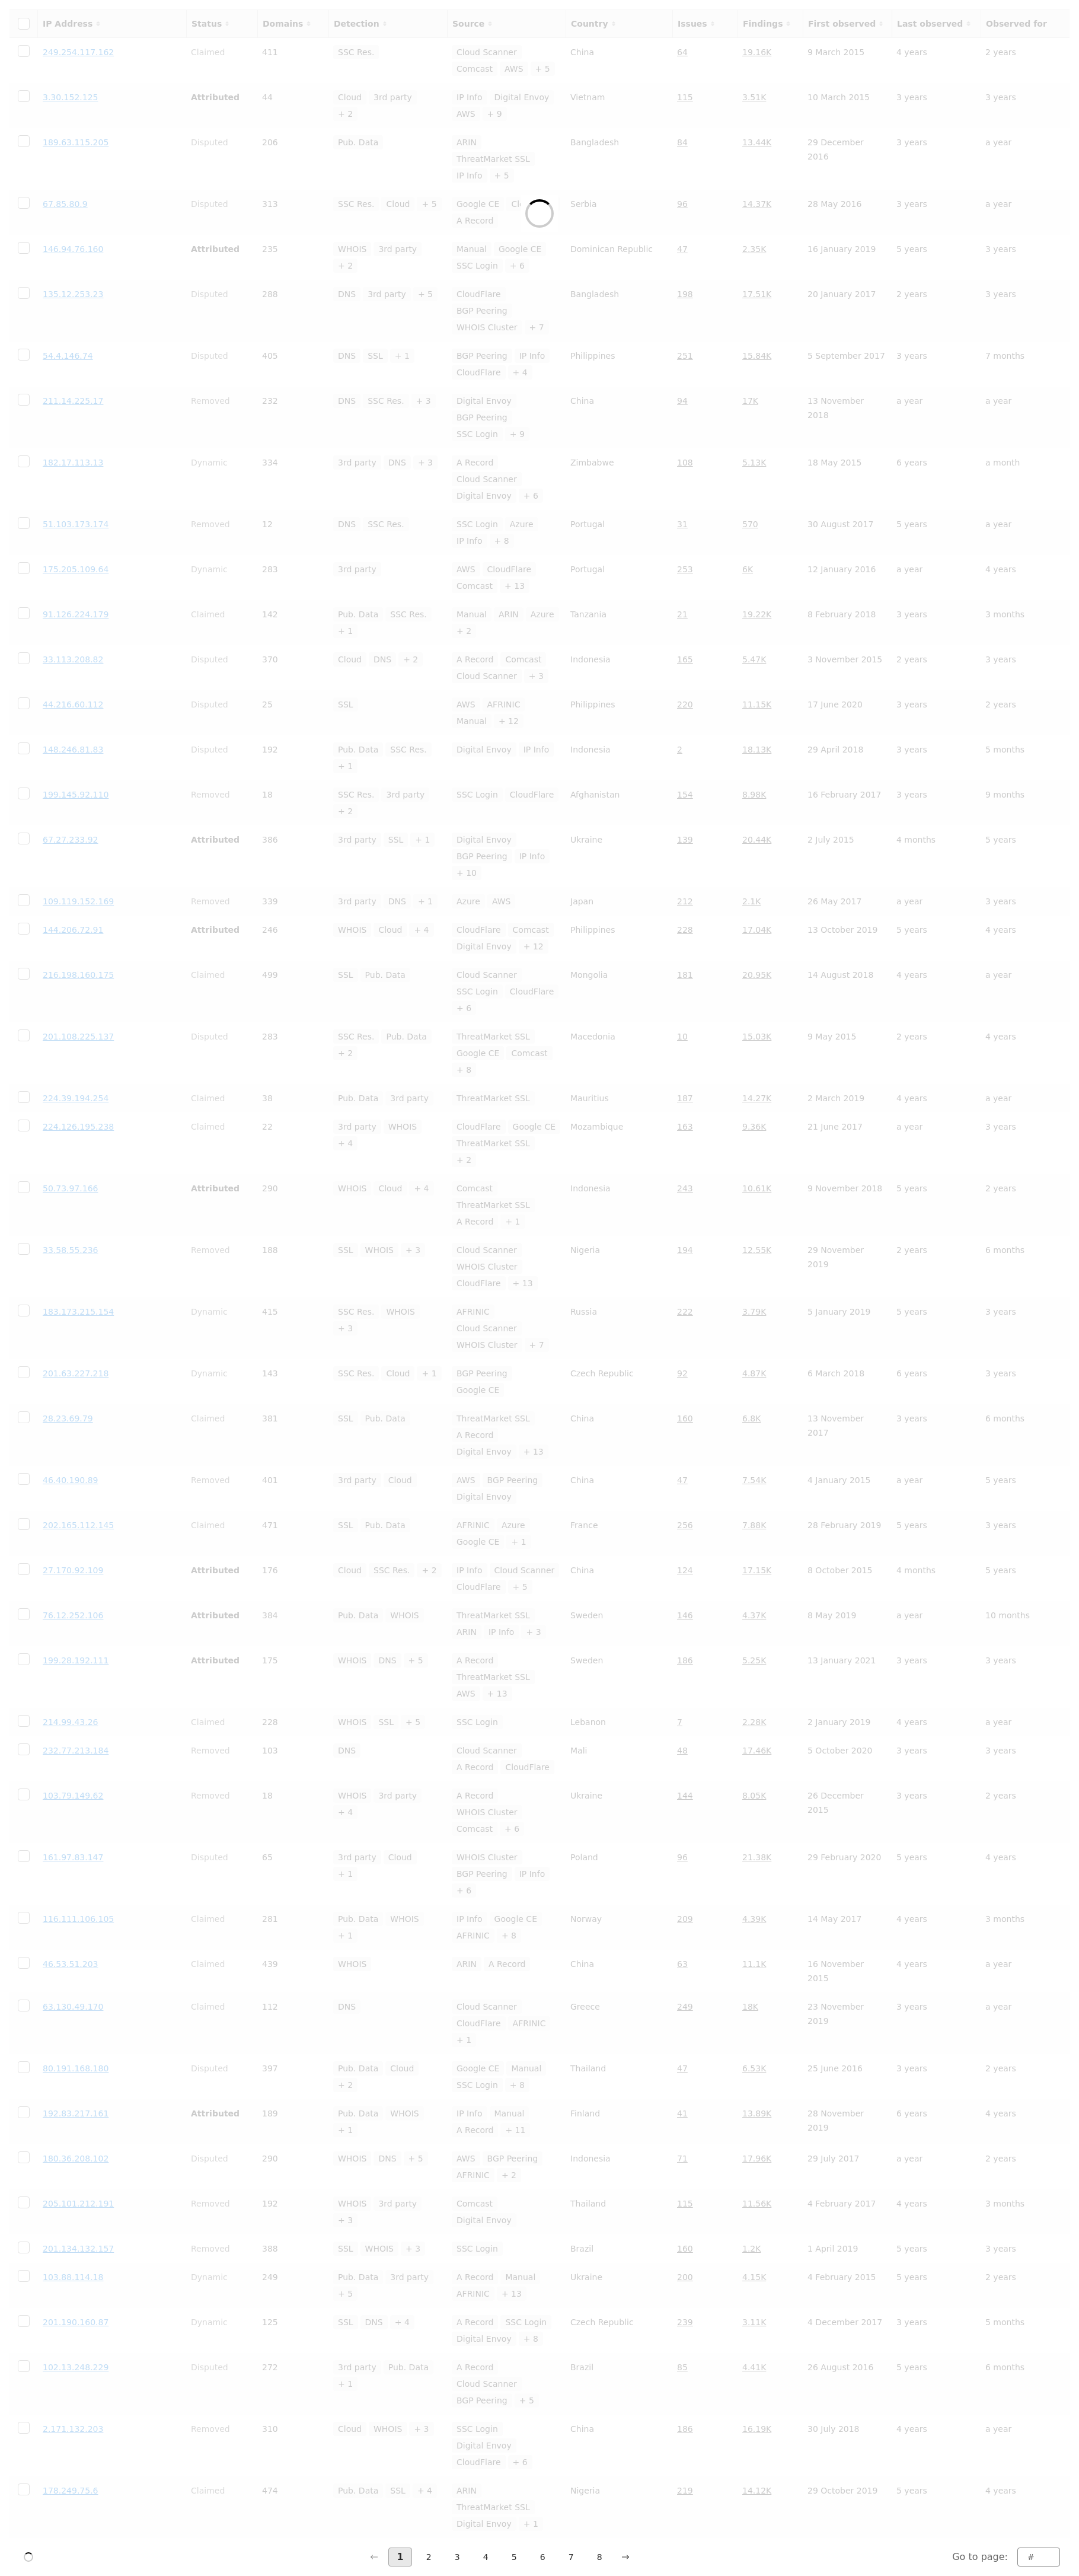 IP Address Status Domains Detection Source Country Issues Findings First observed Last observed Observed for
249.254.117.162 Claimed 411 SSC Res. Cloud Scanner China 64 19.16K 9 March 2015 4 years 2 years
Comcast AWS + 5
3.30.152.125 Attributed 44 Cloud 3rd party IP Info Digital Envoy Vietnam 115 3.51K 10 March 2015 3 years 3 years
+ 2 AWS + 9
189.63.115.205 Disputed 206 Pub. Data ARIN Bangladesh 84 13.44K 29 December 3 years a year
ThreatMarket SSL 2016
IP Info + 5
67.85.80.9 Disputed 313 SSC Res. Cloud + 5 Google CE Serbia 96 14.37K 28 May 2016 3 years a year
A Record
146.94.76.160 Attributed 235 WHOIS 3rd party Manual Google CE Dominican Republic 47 2.35K 16 January 2019 5 years 3 years
+ 2 SSC Login + 6
135.12.253.23 Disputed 288 DNS 3rd party + 5 CloudFlare Bangladesh 198 17.51K 20 January 2017 2 years 3 years
BGP Peering
WHOIS Cluster + 7
54.4.146.74 Disputed 405 DNS SSL + 1 BGP Peering IP Info Philippines 251 15.84K 5 September 2017 3 years 7 months
CloudFlare + 4
211.14.225.17 Removed 232 DNS SSC Res. + 3 Digital Envoy China 94 17K 13 November a year a year
BGP Peering 2018
SSC Login + 9
182.17.113.13 Dynamic 334 3rd party DNS + 3 A Record Zimbabwe 108 5.13K 18 May 2015 6 years a month
Cloud Scanner
Digital Envoy + 6
51.103.173.174 Removed 12 DNS SSC Res. SSC Login Azure Portugal 31 570 30 August 2017 5 years a year
IP Info + 8
175.205.109.64 Dynamic 283 3rd party AWS CloudFlare Portugal 253 6K 12 January 2016 a year 4 years
Comcast + 13
91.126.224.179 Claimed 142 Pub. Data SSC Res. Manual ARIN Azure Tanzania 21 19.22K 8 February 2018 3 years 3 months
+ 1 + 2
33.113.208.82 Disputed 370 Cloud DNS + 2 A Record Comcast Indonesia 165 5.47K 3 November 2015 2 years 3 years
Cloud Scanner + 3
44.216.60.112 Disputed 25 SSL AWS AFRINIC Philippines 220 11.15K 17 June 2020 3 years 2 years
Manual + 12
148.246.81.83 Disputed 192 Pub. Data SSC Res. Digital Envoy IP Info Indonesia 2 18.13K 29 April 2018 3 years 5 months
+ 1
199.145.92.110 Removed 18 SSC Res. 3rd party SSC Login CloudFlare Afghanistan 154 8.98K 16 February 2017 3 years 9 months
+ 2
67.27.233.92 Attributed 386 3rd party SSL + 1 Digital Envoy Ukraine 139 20.44K 2 July 2015 4 months 5 years
BGP Peering IP Info
+ 10
109.119.152.169 Removed 339 3rd party DNS + 1 Azure AWS Japan 212 2.1K 26 May 2017 a year 3 years
144.206.72.91 Attributed 246 WHOIS Cloud + 4 CloudFlare Comcast Philippines 228 17.04K 13 October 2019 5 years 4 years
Digital Envoy + 12
216.198.160.175 Claimed 499 SSL Pub. Data Cloud Scanner Mongolia 181 20.95K 14 August 2018 4 years a year
SSC Login CloudFlare
+ 6
201.108.225.137 Disputed 283 SSC Res. Pub. Data ThreatMarket SSL Macedonia 10 15.03K 9 May 2015 2 years 4 years
+ 2 Google CE Comcast
+ 8
224.39.194.254 Claimed 38 Pub. Data 3rd party ThreatMarket SSL Mauritius 187 14.27K 2 March 2019 4 years a year
224.126.195.238 Claimed 22 3rd party WHOIS CloudFlare Google CE Mozambique 163 9.36K 21 June 2017 a year 3 years
+ 4 ThreatMarket SSL
+ 2
50.73.97.166 Attributed 290 WHOIS Cloud + 4 Comcast Indonesia 243 10.61K 9 November 2018 5 years 2 years
ThreatMarket SSL
A Record + 1
33.58.55.236 Removed 188 SSL WHOIS + 3 Cloud Scanner Nigeria 194 12.55K 29 November 2 years 6 months
WHOIS Cluster 2019
CloudFlare + 13
183.173.215.154 Dynamic 415 SSC Res. WHOIS AFRINIC Russia 222 3.79K 5 January 2019 5 years 3 years
+ 3 Cloud Scanner
WHOIS Cluster + 7
201.63.227.218 Dynamic 143 SSC Res. Cloud + 1 BGP Peering Czech Republic 92 4.87K 6 March 2018 6 years 3 years
Google CE
28.23.69.79 Claimed 381 SSL Pub. Data ThreatMarket SSL China 160 6.8K 13 November 3 years 6 months
A Record 2017
Digital Envoy + 13
46.40.190.89 Removed 401 3rd party Cloud AWS BGP Peering China 47 7.54K 4 January 2015 a year 5 years
Digital Envoy
202.165.112.145 Claimed 471 SSL Pub. Data AFRINIC Azure France 256 7.88K 28 February 2019 5 years 3 years
Google CE + 1
27.170.92.109 Attributed 176 Cloud SSC Res. + 2 IP Info Cloud Scanner China 124 17.15K 8 October 2015 4 months 5 years
CloudFlare + 5
76.12.252.106 Attributed 384 Pub. Data WHOIS ThreatMarket SSL Sweden 146 4.37K 8 May 2019 a year 10 months
ARIN IP Info + 3
199.28.192.111 Attributed 175 WHOIS DNS + 5 A Record Sweden 186 5.25K 13 January 2021 3 years 3 years
ThreatMarket SSL
AWS + 13
214.99.43.26 Claimed 228 WHOIS SSL + 5 SSC Login Lebanon 7 2.28K 2 January 2019 4 years a year
232.77.213.184 Removed 103 DNS Cloud Scanner Mali 48 17.46K 5 October 2020 3 years 3 years
A Record CloudFlare
103.79.149.62 Removed 18 WHOIS 3rd party A Record Ukraine 144 8.05K 26 December 3 years 2 years
+ 4 WHOIS Cluster 2015
Comcast + 6
161.97.83.147 Disputed 65 3rd party Cloud WHOIS Cluster Poland 96 21.38K 29 February 2020 5 years 4 years
+ 1 BGP Peering IP Info
+ 6
116.111.106.105 Claimed 281 Pub. Data WHOIS IP Info Google CE Norway 209 4.39K 14 May 2017 4 years 3 months
+ 1 AFRINIC + 8
46.53.51.203 Claimed 439 WHOIS ARIN A Record China 63 11.1K 16 November 4 years a year
2015
63.130.49.170 Claimed 112 DNS Cloud Scanner Greece 249 18K 23 November 3 years a year
CloudFlare AFRINIC 2019
+ 1
80.191.168.180 Disputed 397 Pub. Data Cloud Google CE Manual Thailand 47 6.53K 25 June 2016 3 years 2 years
+ 2 SSC Login + 8
192.83.217.161 Attributed 189 Pub. Data WHOIS IP Info Manual Finland 41 13.89K 28 November 6 years 4 years
+ 1 A Record + 11 2019
180.36.208.102 Disputed 290 WHOIS DNS + 5 AWS BGP Peering Indonesia 71 17.96K 29 July 2017 a year 2 years
AFRINIC + 2
205.101.212.191 Removed 192 WHOIS 3rd party Comcast Thailand 115 11.56K 4 February 2017 4 years 3 months
+ 3 Digital Envoy
201.134.132.157 Removed 388 SSL WHOIS + 3 SSC Login Brazil 160 1.2K 1 April 2019 5 years 3 years
103.88.114.18 Dynamic 249 Pub. Data 3rd party A Record Manual Ukraine 200 4.15K 4 February 2015 5 years 2 years
+ 5 AFRINIC + 13
201.190.160.87 Dynamic 125 SSL DNS + 4 A Record SSC Login Czech Republic 239 3.11K 4 December 2017 3 years 5 months
Digital Envoy + 8
102.13.248.229 Disputed 272 3rd party Pub. Data A Record Brazil 85 4.41K 26 August 2016 5 years 6 months
+ 1 Cloud Scanner
BGP Peering + 5
2.171.132.203 Removed 310 Cloud WHOIS + 3 SSC Login China 186 16.19K 30 July 2018 4 years a year
Digital Envoy
CloudFlare + 6
178.249.75.6 Claimed 474 Pub. Data SSL + 4 ARIN Nigeria 219 14.12K 29 October 2019 5 years 4 years
ThreatMarket SSL
Digital Envoy + 1
← 1 2 3 4 5 6 7 8 → Go to page: #